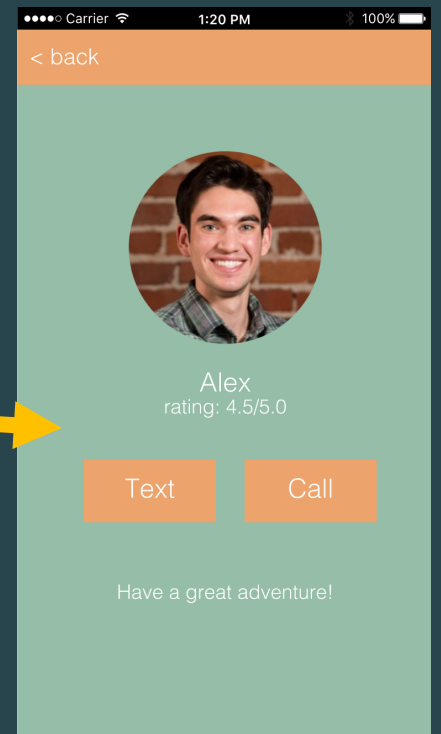 Carrier 1:20 PM 100%
< back
Alex
rating: 4.5/5.0
Text Call
Have a great adventure!